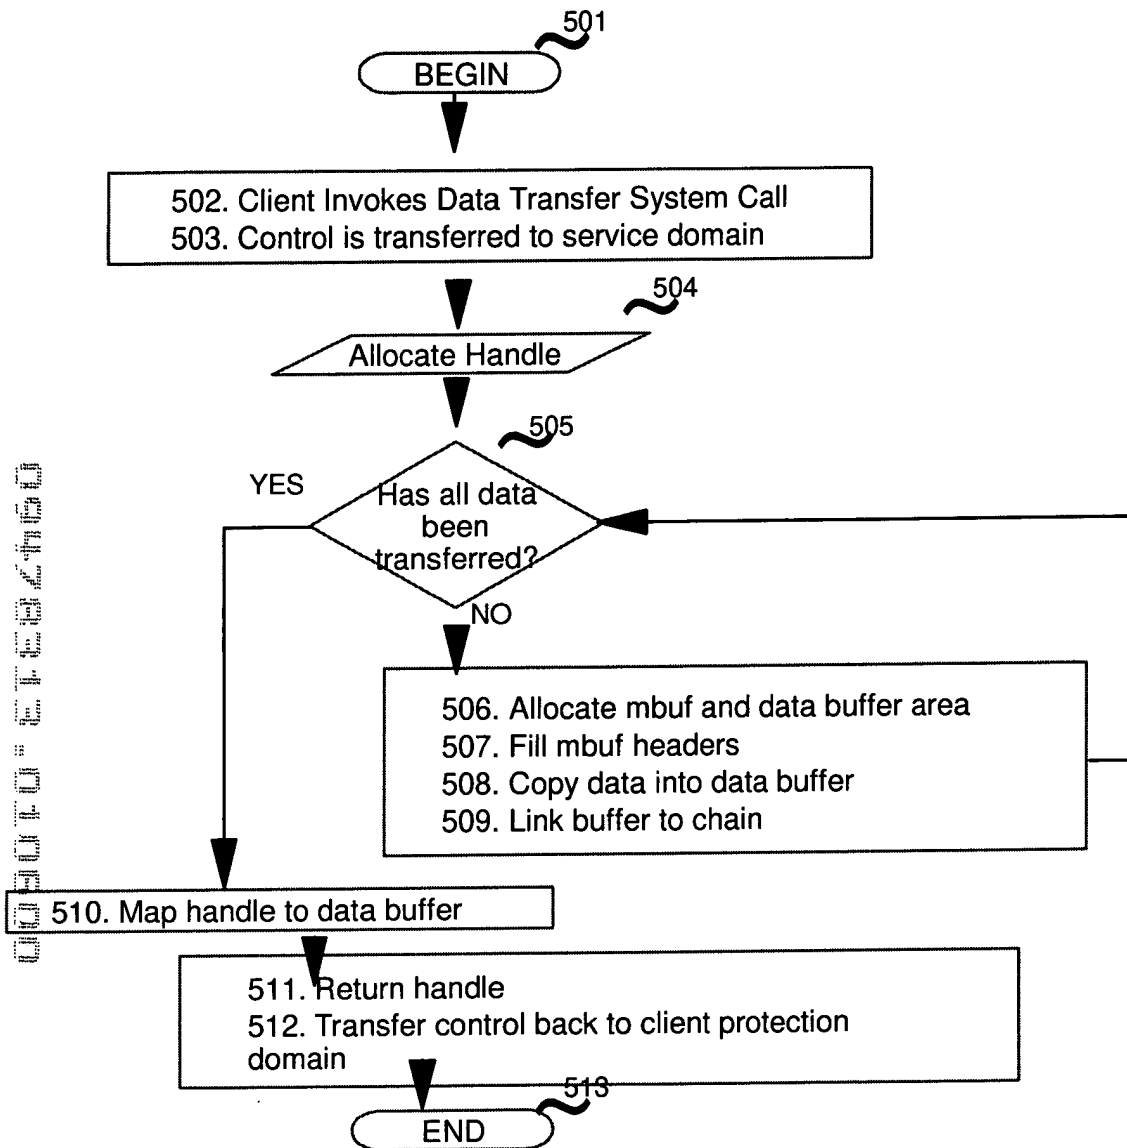 501
BEGIN
502. Client Invokes Data Transfer System Call
503. Control is transferred to service domain
504
Allocate Handle
505
YES
Has all data
been
transferred?
NO
506. Allocate mbuf and data buffer area
507. Fill mbuf headers
508. Copy data into data buffer
509. Link buffer to chain
510. Map handle to data buffer
511. Return handle
512. Transfer control back to client protection
domain
513
END